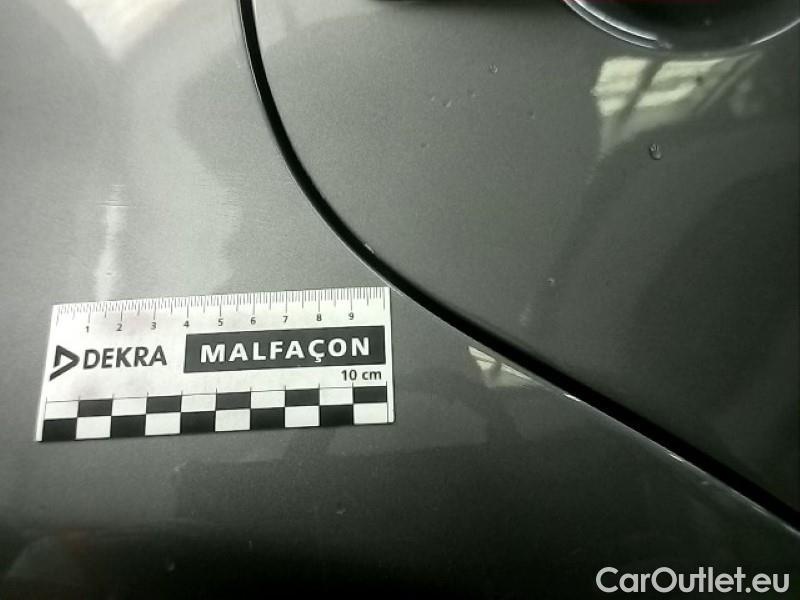 1 2 3 4 5 6 7 8 9
DEKRA MALFAÇON
10 cm
CarOutlet.eu